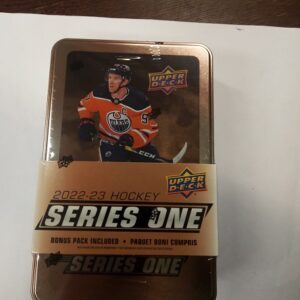 UPPER
DECK
UPPER
DECK
2022-23 HOCKEY
SERIES ONE
BONUS PACK INCLUDED • PAQUET BONI COMPRIS
SERIES ONE